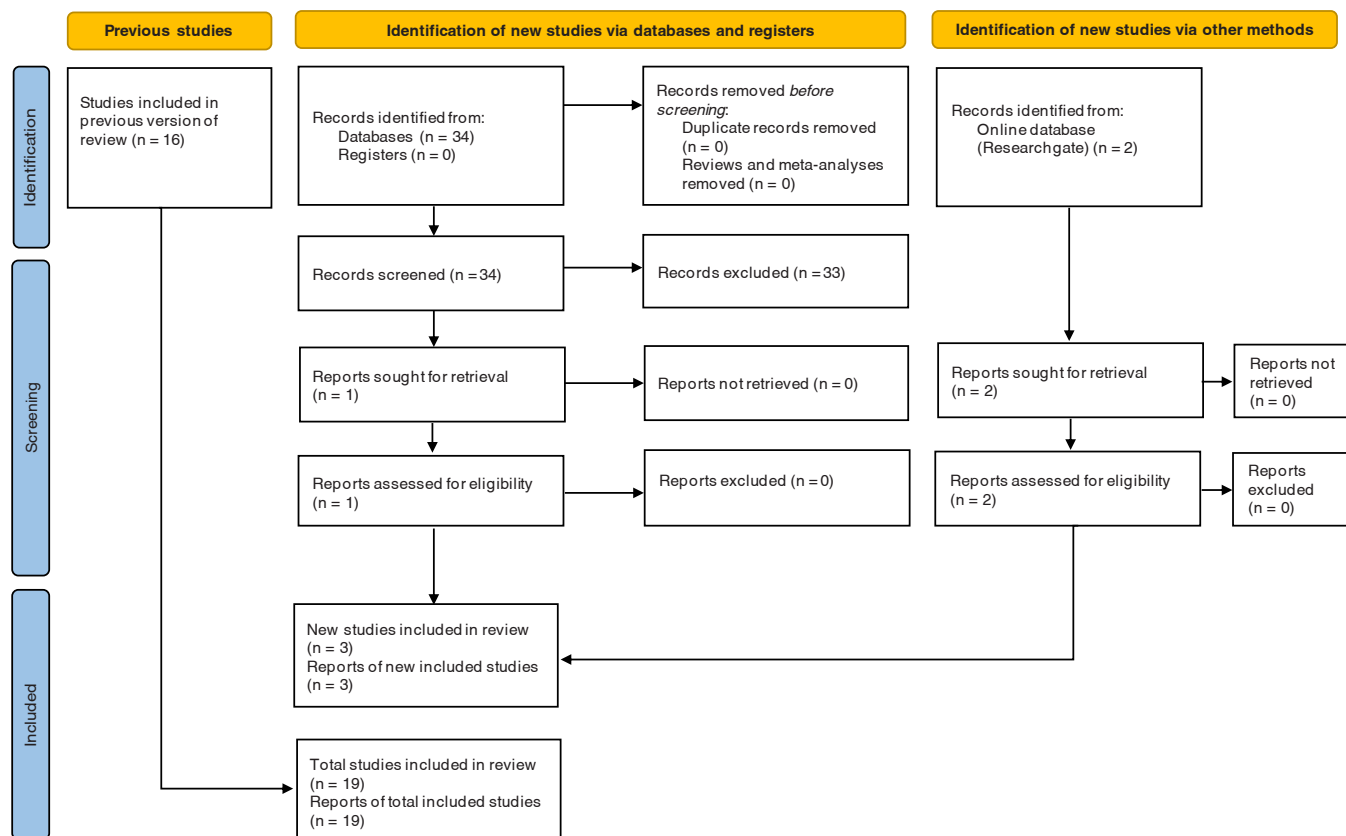 Previous studies
Identification of new studies via databases and registers
Identification of new studies via other methods
Identification
Studies included in
previous version of
review (n = 16)
Records identified from:
Databases (n = 34)
Registers (n = 0)
Records removed before
screening:
Duplicate records removed
(n = 0)
Reviews and meta-analyses
removed (n = 0)
Records identified from:
Online database
(Researchgate) (n = 2)
Screening
Records screened (n = 34)
Records excluded (n = 33)
Reports sought for retrieval
(n = 1)
Reports not retrieved (n = 0)
Reports sought for retrieval
(n = 2)
Reports not
retrieved
(n = 0)
Reports assessed for eligibility
(n = 1)
Reports excluded (n = 0)
Reports assessed for eligibility
(n = 2)
Reports
excluded
(n = 0)
Included
New studies included in review
(n = 3)
Reports of new included studies
(n = 3)
Total studies included in review
(n = 19)
Reports of total included studies
(n = 19)